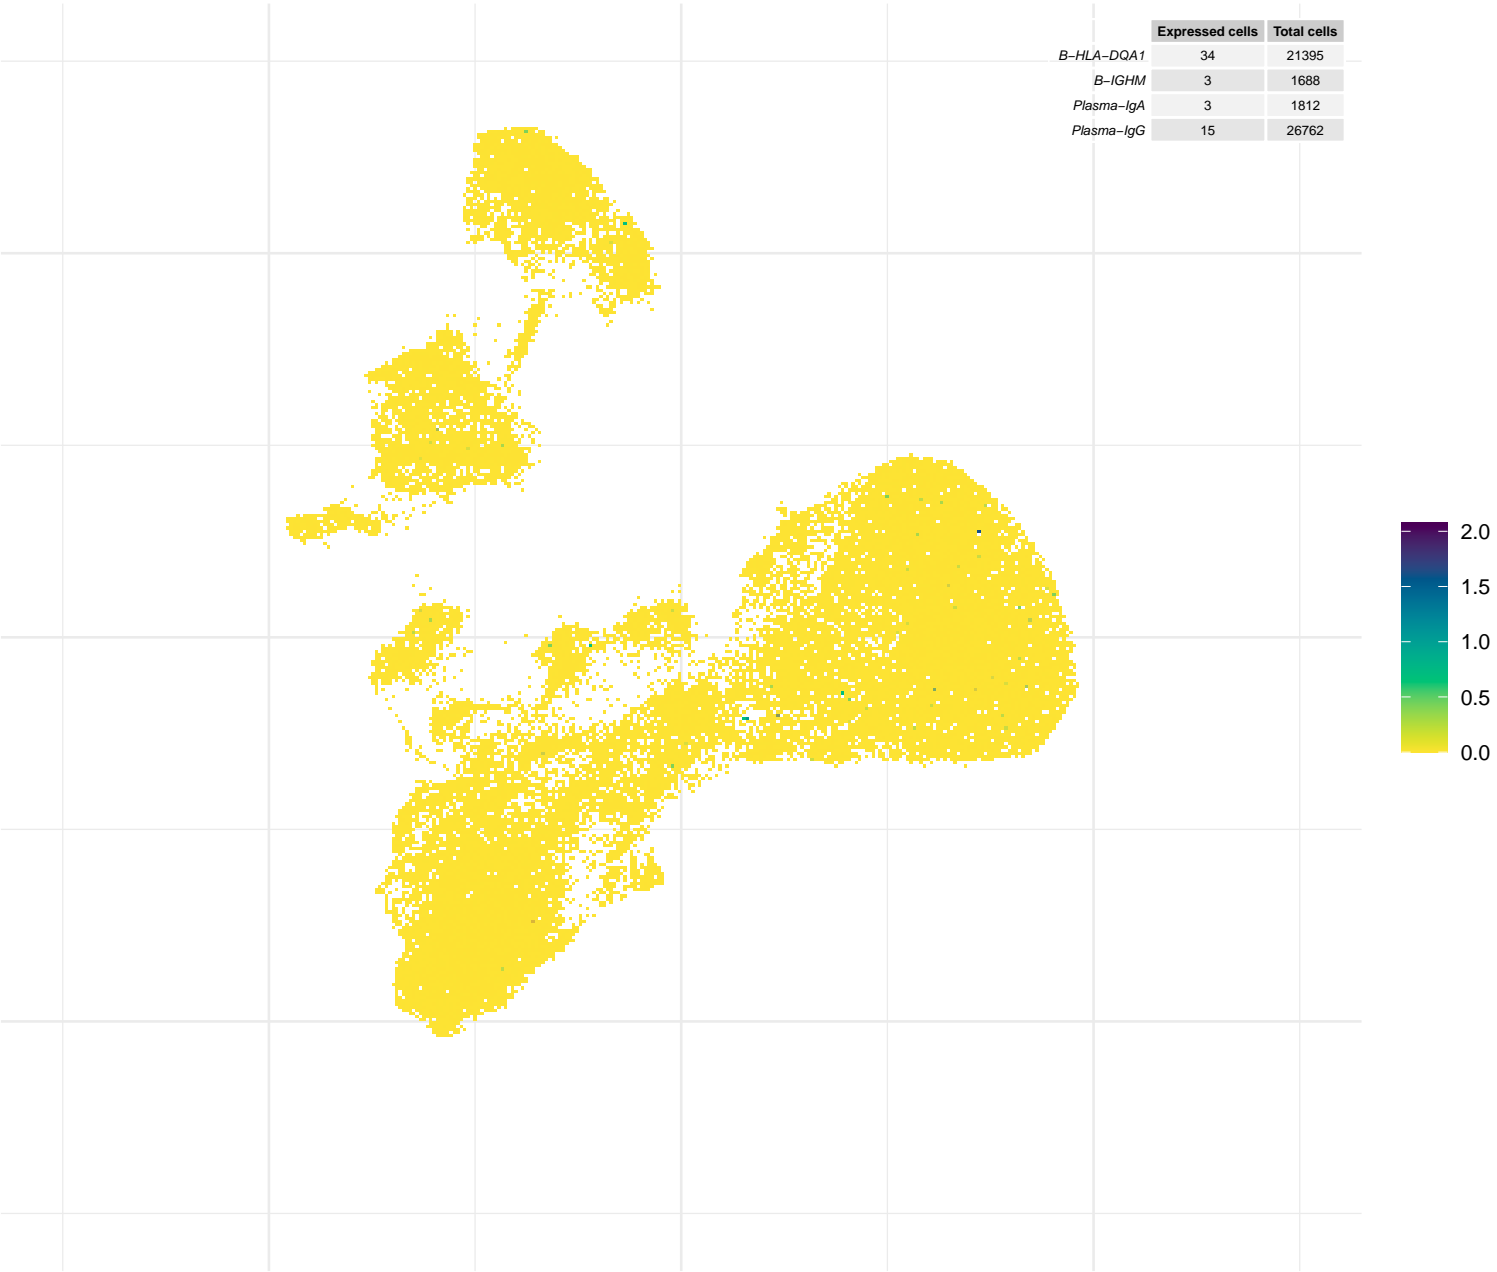 Expressed cells Total cells
B−HLA−DQA1 34 21395
B−IGHM 3 1688
Plasma−IgA 3 1812
Plasma−IgG 15 26762
2.0
1.5
1.0
0.5
0.0